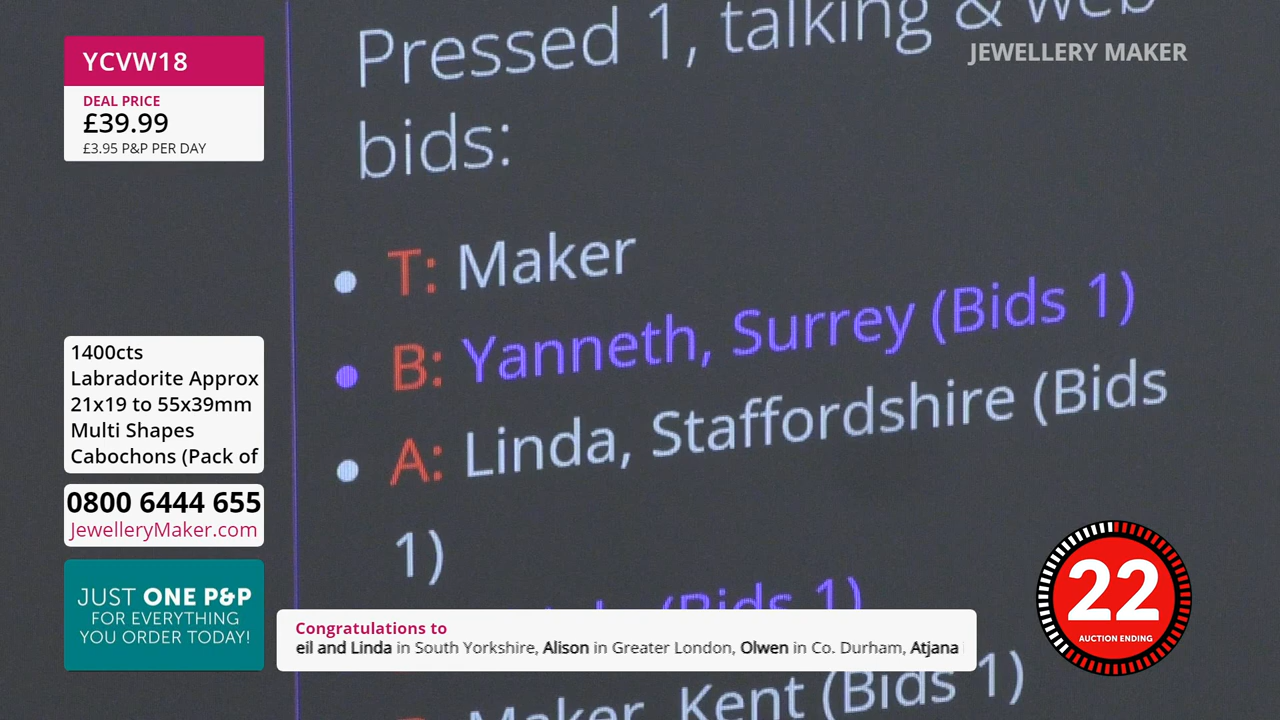 YCVW18
DEAL PRICE
£39.99
£3.95 P&P PER DAY
Pressed 1, talking & web
bids:
JEWELLERY MAKER
• T: Maker
• B: Yanneth, Surrey (Bids 1)
• A: Linda, Staffordshire (Bids
1)
(Bids 1)
Maker, Kent (Bids 1)
1400cts
Labradorite Approx
21x19 to 55x39mm
Multi Shapes
Cabochons (Pack of
0800 6444 655
JewelleryMaker.com
JUST ONE P&P
FOR EVERYTHING
YOU ORDER TODAY!
Congratulations to
eil and Linda in South Yorkshire, Alison in Greater London, Olwen in Co. Durham, Atjana
22
AUCTION ENDING